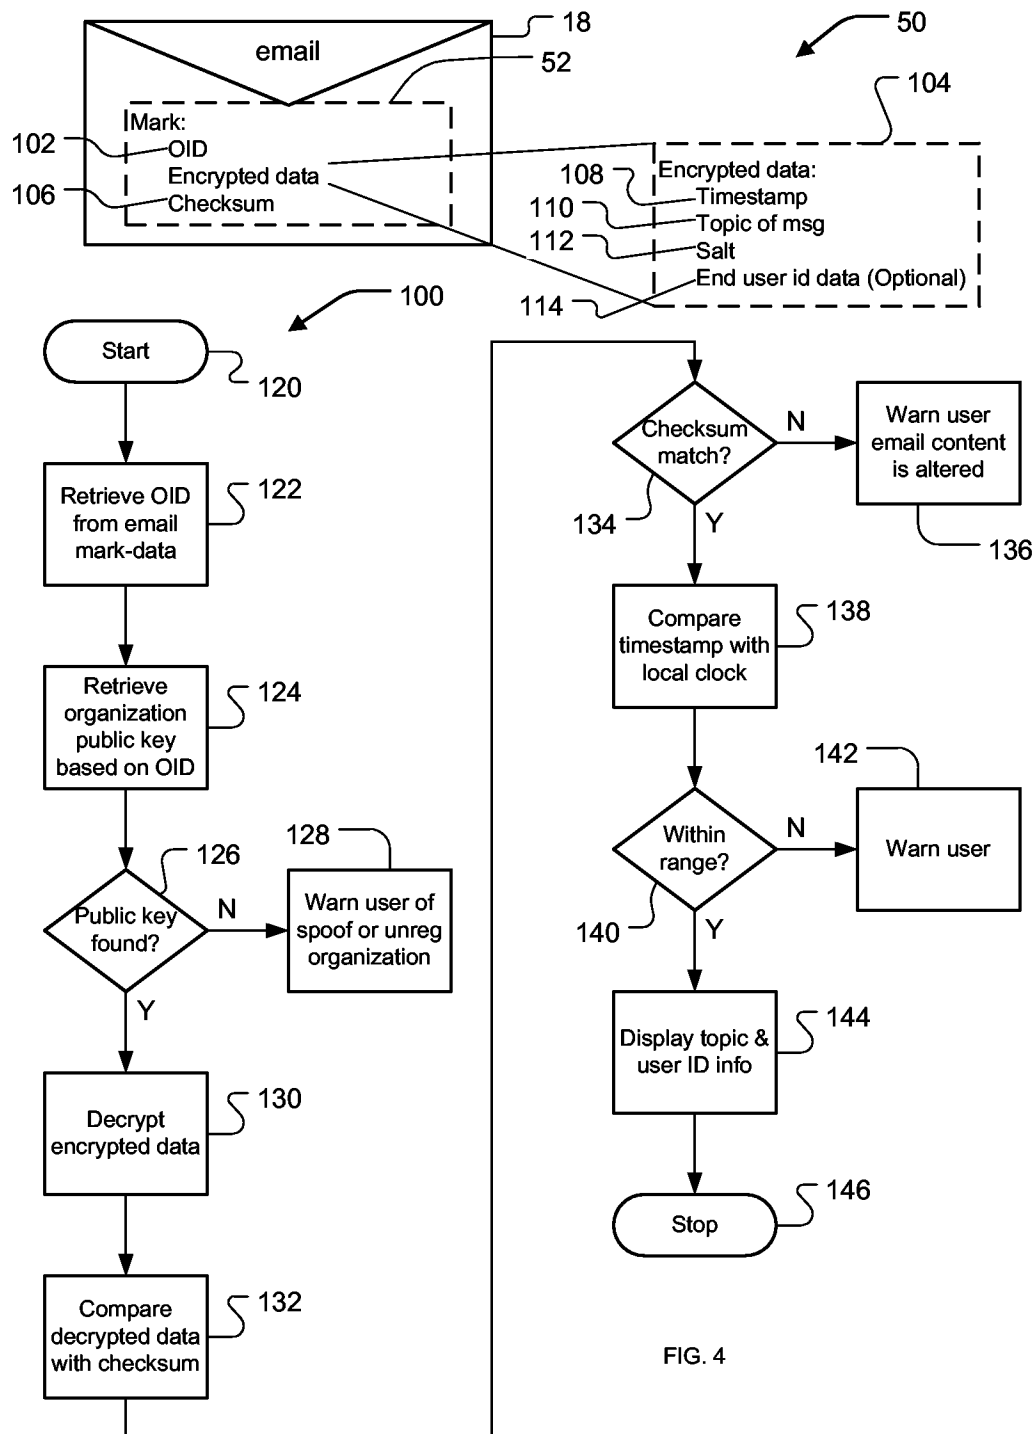 18
50
email
52
104
Mark:
102
OID
Encrypted data
106
Checksum
Encrypted data:
108
Timestamp
110
Topic of msg
112
Salt
End user id data (Optional)
114
100
Start
120
Retrieve OID
from email
mark-data
122
Retrieve
organization
public key
based on OID
124
126
Public key
found?
N
Y
128
Warn user of
spoof or unreg
organization
Decrypt
encrypted data
130
Compare
decrypted data
with checksum
132
Checksum
match?
N
Y
134
Warn user
email content
is altered
136
Compare
timestamp with
local clock
138
Within
range?
N
Y
140
142
Warn user
Display topic &
user ID info
144
Stop
146
FIG. 4